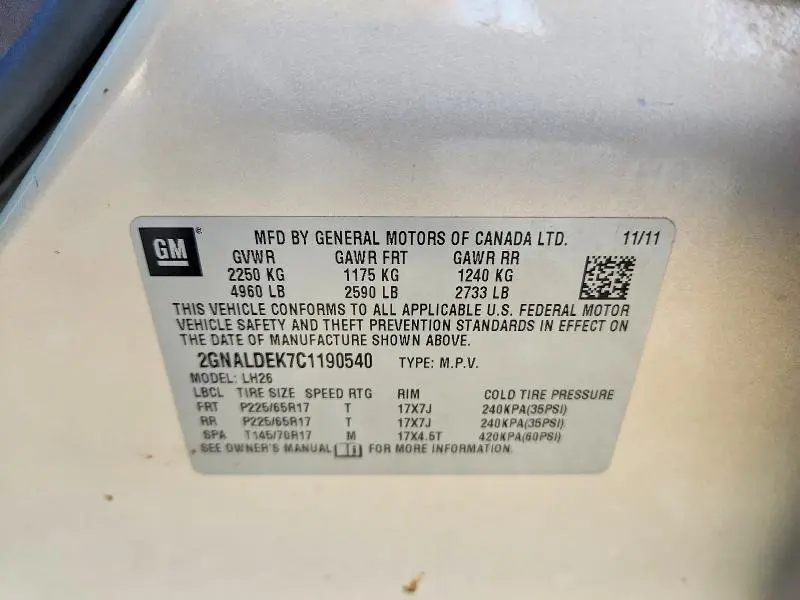 GM ® MFD BY GENERAL MOTORS OF CANADA LTD. 11/11
GVWR GAWR FRT GAWR RR
2250 KG 1175 KG 1240 KG
4960 LB 2590 LB 2733 LB
THIS VEHICLE CONFORMS TO ALL APPLICABLE U.S. FEDERAL MOTOR
VEHICLE SAFETY AND THEFT PREVENTION STANDARDS IN EFFECT ON
THE DATE OF MANUFACTURE SHOWN ABOVE.
2GNALDEK7C1190540 TYPE: M.P.V.
MODEL: LH26
LBCL TIRE SIZE SPEED RTG RIM COLD TIRE PRESSURE
FRT P225/65R17 T 17X7J 240KPA(35PSI)
RR P225/65R17 T 17X7J 240KPA(35PSI)
SPA T145/70R17 M 17X4.5T 420KPA(60PSI)
SEE OWNER'S MANUAL FOR MORE INFORMATION.